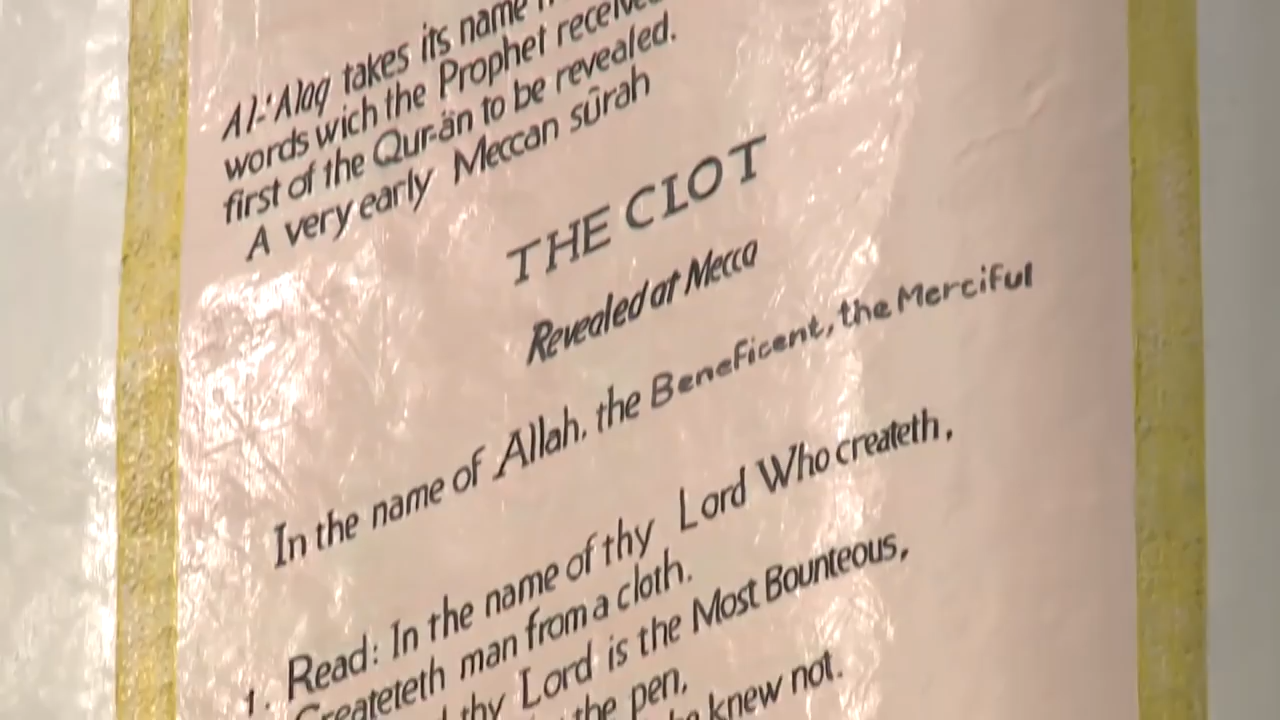 Al-'Alaq takes its name
words wich the Prophet received
first of the Qur-än to be revealed.
A very early Meccan sūrah
THE CLOT
Revealed at Mecca
In the name of Allah. the Beneficent, the Merciful
1. Read: In the name of thy Lord Who createth,
Createteth man from a cloth.
thy Lord is the Most Bounteous,
the pen,
knew not.